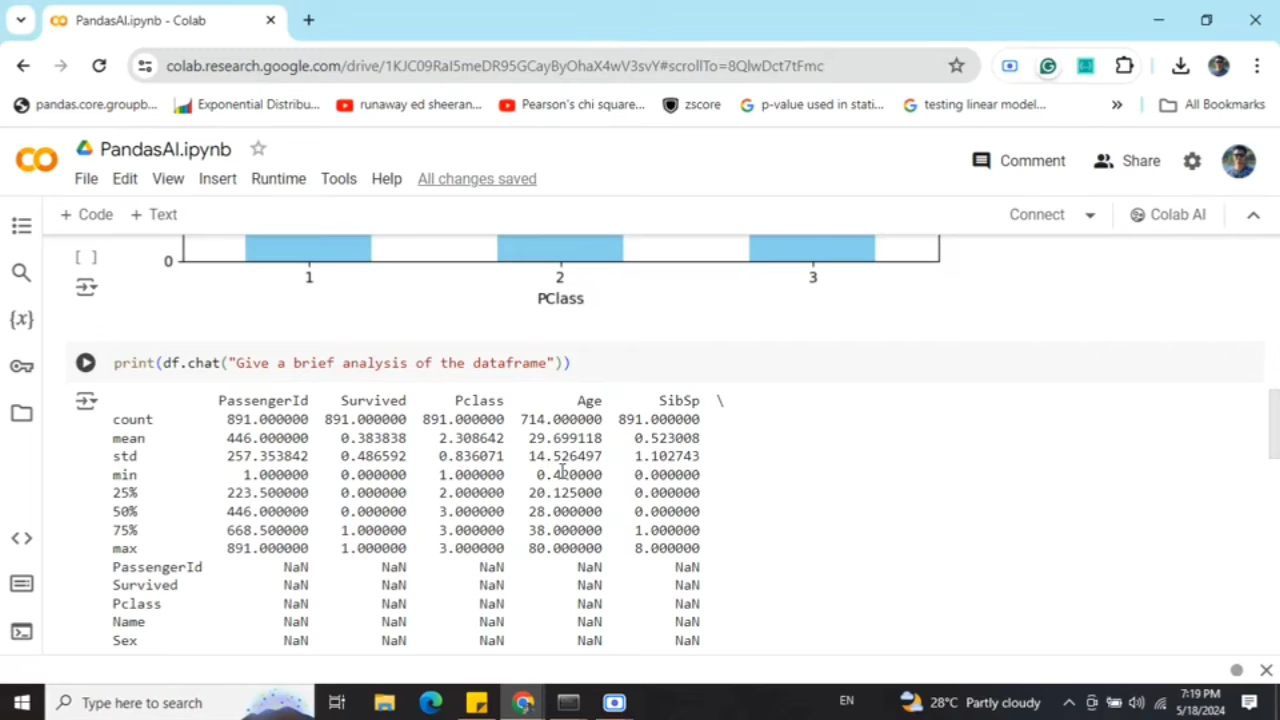 PandasAI.ipynb - Colab
colab.research.google.com/drive/1KJC09RaI5meDR95GCayByOhaX4wV3svY#scrollTo=8QlwDct7tFmc
pandas.core.groupb... Exponential Distribu... runaway ed sheeran... Pearson's chi square... zscore p-value used in stati... testing linear model... » All Bookmarks
PandasAI.ipynb
Comment Share
File Edit View Insert Runtime Tools Help All changes saved
+ Code + Text Connect Colab AI
[ ] 0
1 2 3
PClass
print(df.chat("Give a brief analysis of the dataframe"))
PassengerId Survived Pclass Age SibSp \
count 891.000000 891.000000 891.000000 714.000000 891.000000
mean 446.000000 0.383838 2.308642 29.699118 0.523008
std 257.353842 0.486592 0.836071 14.526497 1.102743
min 1.000000 0.000000 1.000000 0.420000 0.000000
25% 223.500000 0.000000 2.000000 20.125000 0.000000
50% 446.000000 0.000000 3.000000 28.000000 0.000000
75% 668.500000 1.000000 3.000000 38.000000 1.000000
max 891.000000 1.000000 3.000000 80.000000 8.000000
PassengerId NaN NaN NaN NaN NaN
Survived NaN NaN NaN NaN NaN
Pclass NaN NaN NaN NaN NaN
Name NaN NaN NaN NaN NaN
Sex NaN NaN NaN NaN NaN
Type here to search EN 28°C Partly cloudy 7:19 PM
5/18/2024